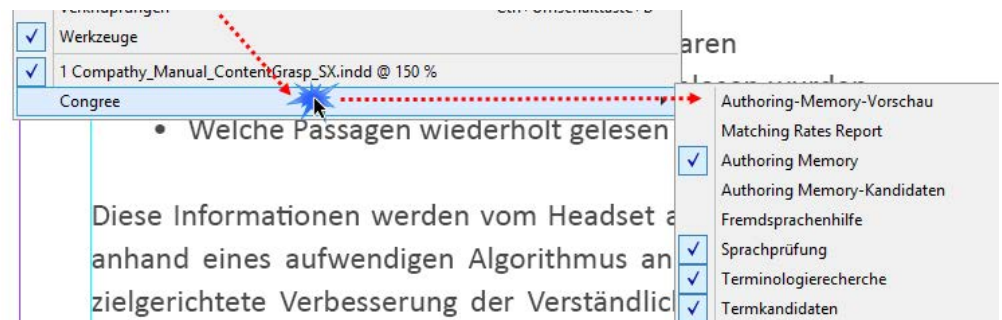 Werkzeuge
1 Compathy_Manual_ContentGrasp_SX.indd @ 150 %
Congree
aren
Authoring-Memory-Vorschau
Matching Rates Report
Authoring Memory
Authoring Memory-Kandidaten
Fremdsprachenhilfe
Sprachprüfung
Terminologierecherche
Termkandidaten
• Welche Passagen wiederholt gelesen
Diese Informationen werden vom Headset a
anhand eines aufwendigen Algorithmus an
zielgerichtete Verbesserung der Verständlic